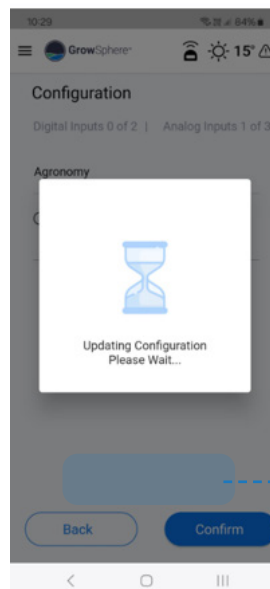 10:29
84%
GrowSphere™
15°
Configuration
Digital Inputs 0 of 2 | Analog Inputs 1 of 3
Agronomy
Updating Configuration
Please Wait...
Back
Confirm